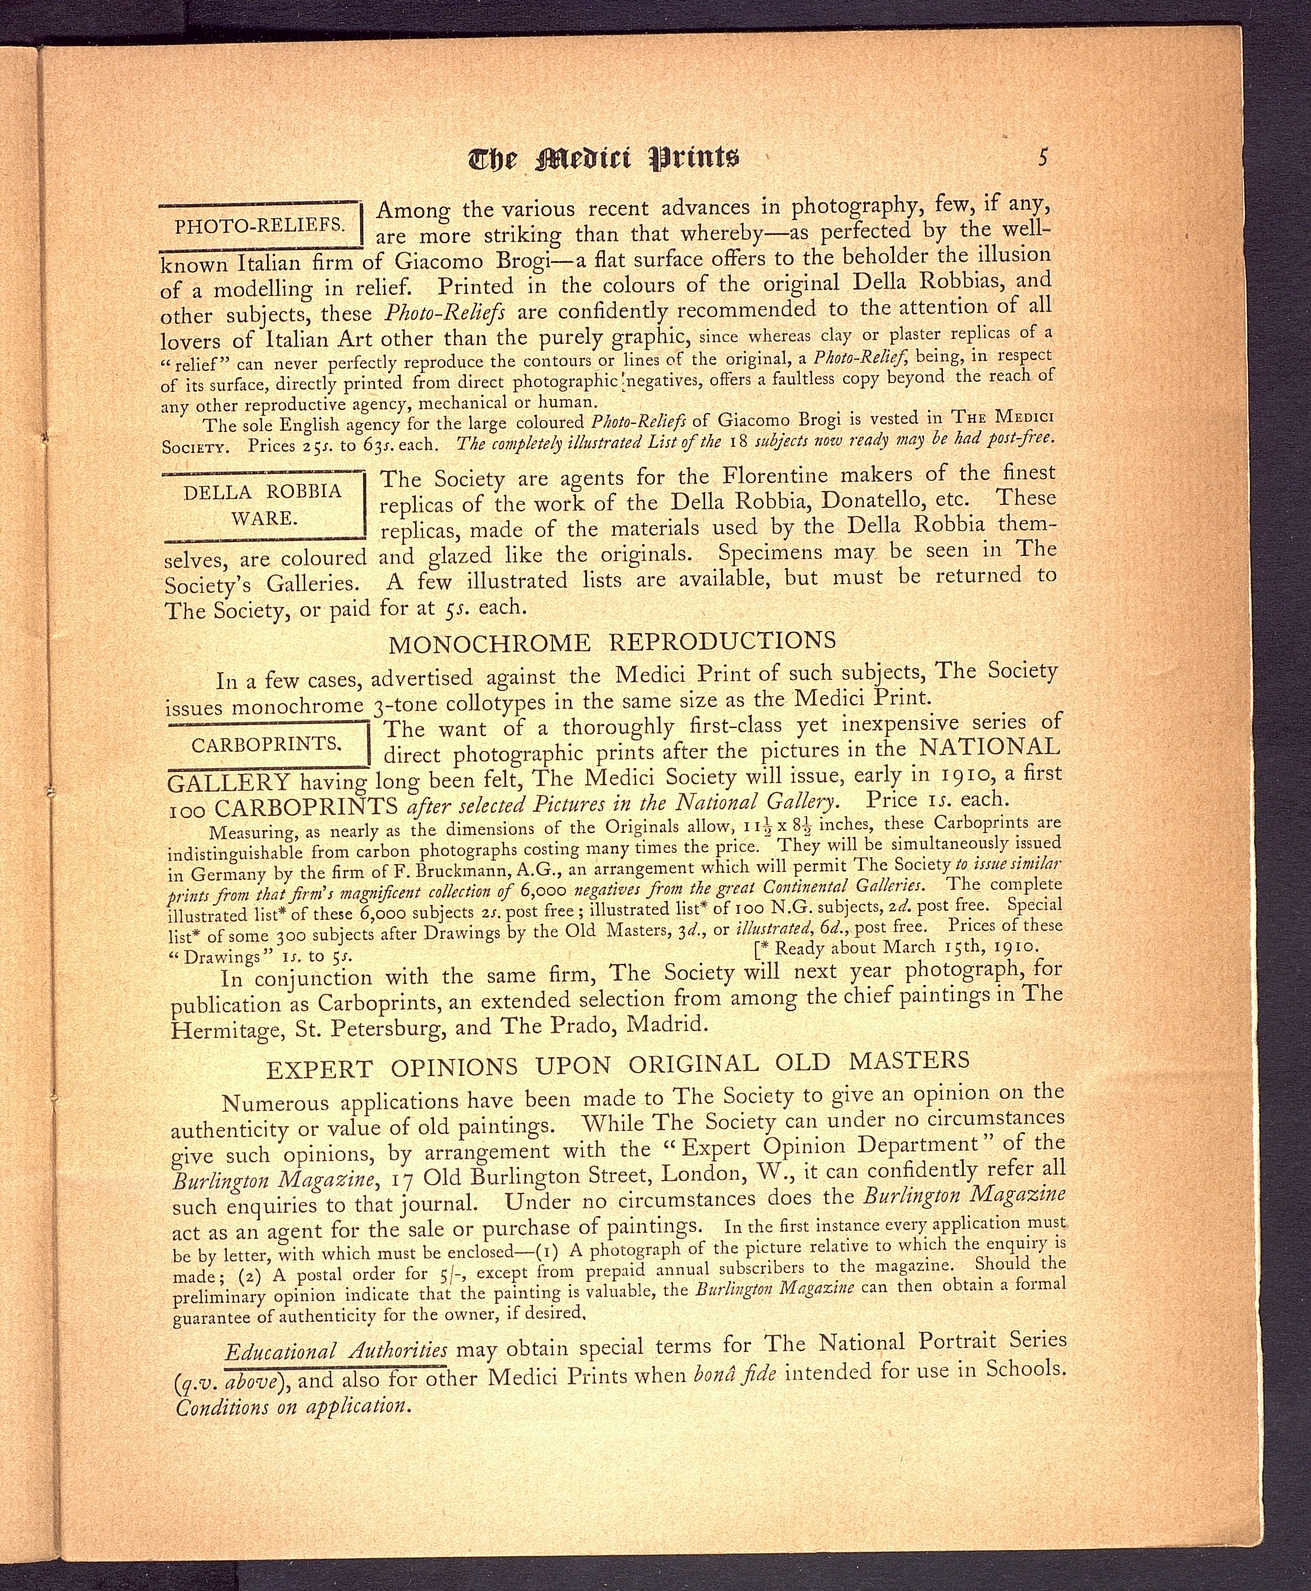 The Medici Prints 5
PHOTO-RELIEFS.
Among the various recent advances in photography, few, if any,
are more striking than that whereby—as perfected by the well-
known Italian firm of Giacomo Brogi—a flat surface offers to the beholder the illusion
of a modelling in relief. Printed in the colours of the original Della Robbias, and
other subjects, these Photo-Reliefs are confidently recommended to the attention of all
lovers of Italian Art other than the purely graphic, since whereas clay or plaster replicas of a
“relief” can never perfectly reproduce the contours or lines of the original, a Photo-Relief, being, in respect
of its surface, directly printed from direct photographic negatives, offers a faultless copy beyond the reach of
any other reproductive agency, mechanical or human.
The sole English agency for the large coloured Photo-Reliefs of Giacomo Brogi is vested in THE MEDICI
SOCIETY. Prices 25s. to 63s. each. The completely illustrated List of the 18 subjects now ready may be had post-free.
DELLA ROBBIA
WARE.
The Society are agents for the Florentine makers of the finest
replicas of the work of the Della Robbia, Donatello, etc. These
replicas, made of the materials used by the Della Robbia them-
selves, are coloured and glazed like the originals. Specimens may be seen in The
Society's Galleries. A few illustrated lists are available, but must be returned to
The Society, or paid for at 5s. each.
MONOCHROME REPRODUCTIONS
In a few cases, advertised against the Medici Print of such subjects, The Society
issues monochrome 3-tone collotypes in the same size as the Medici Print.
CARBOPRINTS.
The want of a thoroughly first-class yet inexpensive series of
direct photographic prints after the pictures in the NATIONAL
GALLERY having long been felt, The Medici Society will issue, early in 1910, a first
100 CARBOPRINTS after selected Pictures in the National Gallery. Price 1s. each.
Measuring, as nearly as the dimensions of the Originals allow, 11½ x 8½ inches, these Carboprints are
indistinguishable from carbon photographs costing many times the price. They will be simultaneously issued
in Germany by the firm of F. Bruckmann, A.G., an arrangement which will permit The Society to issue similar
prints from that firm's magnificent collection of 6,000 negatives from the great Continental Galleries. The complete
illustrated list* of these 6,000 subjects 2s. post free; illustrated list* of 100 N.G. subjects, 2d. post free. Special
list* of some 300 subjects after Drawings by the Old Masters, 3d., or illustrated, 6d., post free. Prices of these
“Drawings” 1s. to 5s. [* Ready about March 15th, 1910.
In conjunction with the same firm, The Society will next year photograph, for
publication as Carboprints, an extended selection from among the chief paintings in The
Hermitage, St. Petersburg, and The Prado, Madrid.
EXPERT OPINIONS UPON ORIGINAL OLD MASTERS
Numerous applications have been made to The Society to give an opinion on the
authenticity or value of old paintings. While The Society can under no circumstances
give such opinions, by arrangement with the “Expert Opinion Department” of the
Burlington Magazine, 17 Old Burlington Street, London, W., it can confidently refer all
such enquiries to that journal. Under no circumstances does the Burlington Magazine
act as an agent for the sale or purchase of paintings. In the first instance every application must
be by letter, with which must be enclosed—(1) A photograph of the picture relative to which the enquiry is
made; (2) A postal order for 5/-, except from prepaid annual subscribers to the magazine. Should the
preliminary opinion indicate that the painting is valuable, the Burlington Magazine can then obtain a formal
guarantee of authenticity for the owner, if desired.
Educational Authorities may obtain special terms for The National Portrait Series
(q.v. above), and also for other Medici Prints when bonâ fide intended for use in Schools.
Conditions on application.